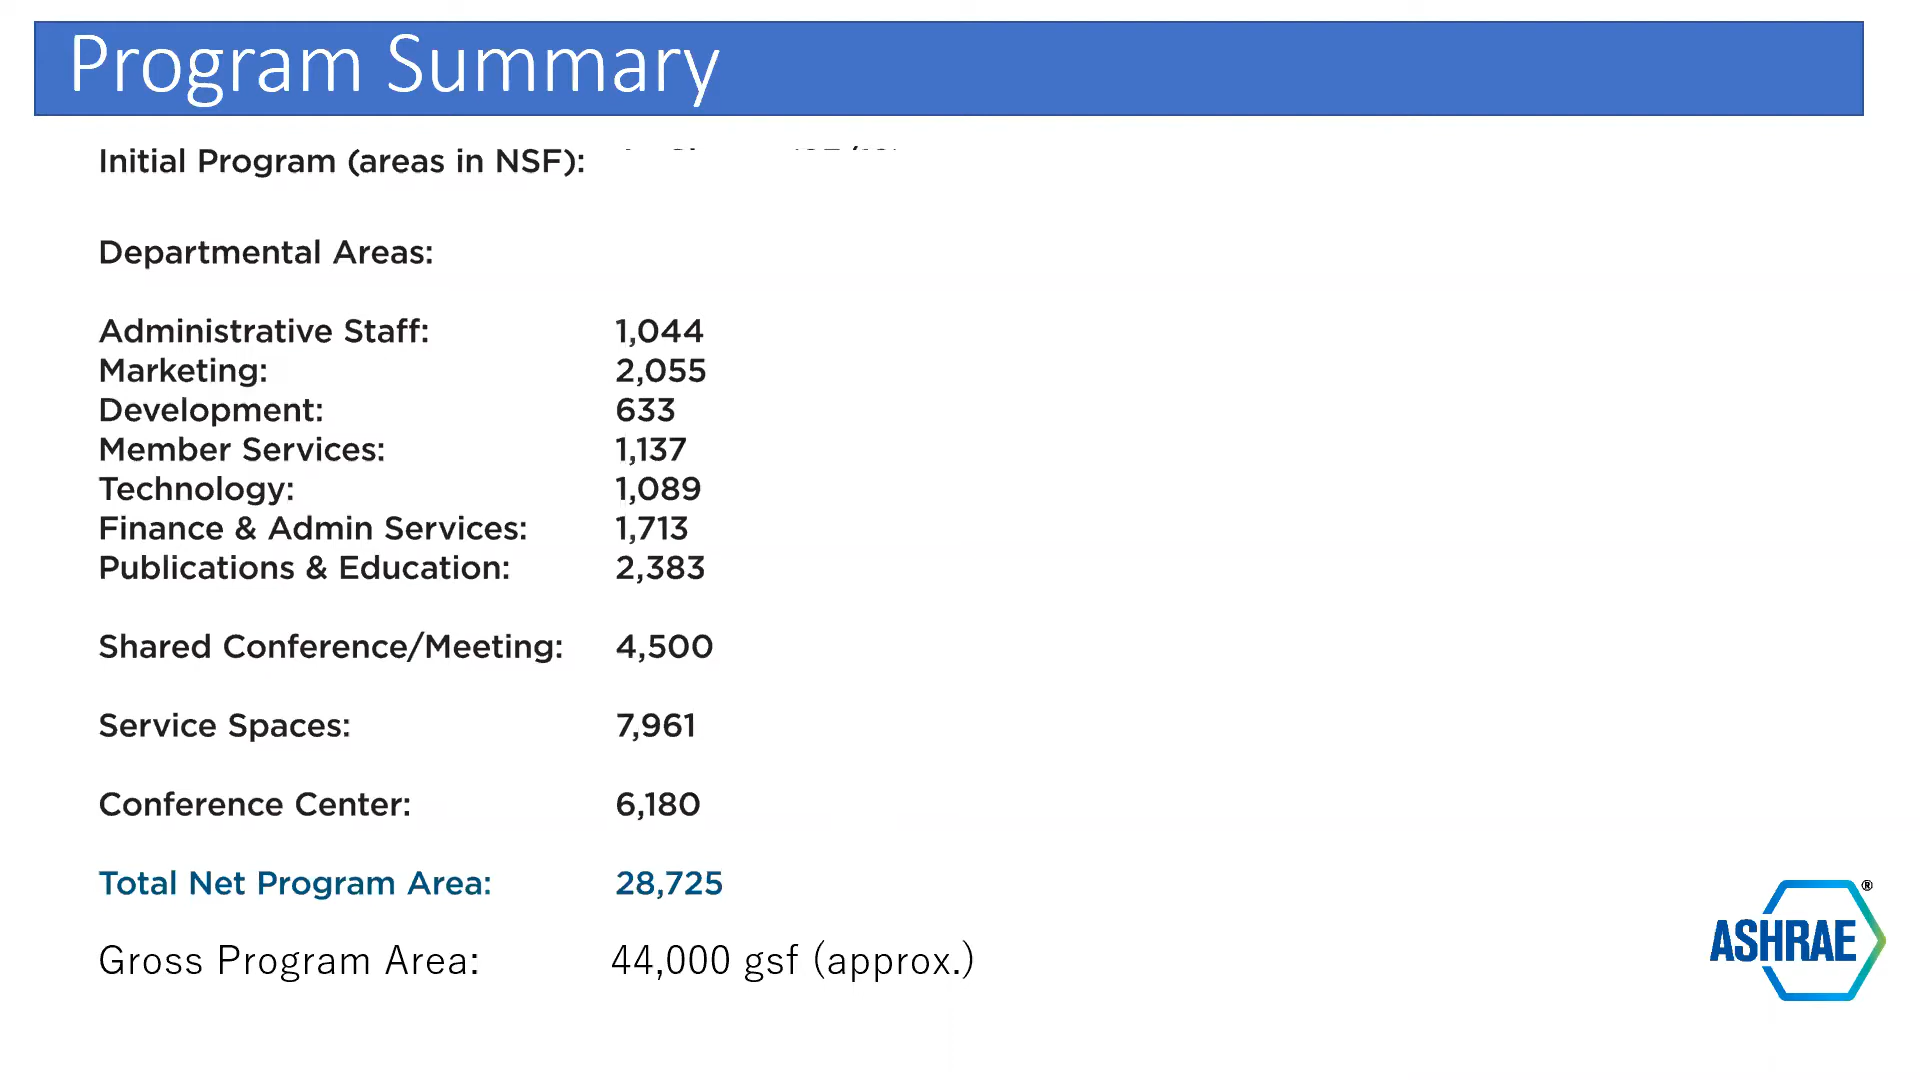 Program Summary
Initial Program (areas in NSF):
Departmental Areas:
Administrative Staff: 1,044
Marketing: 2,055
Development: 633
Member Services: 1,137
Technology: 1,089
Finance & Admin Services: 1,713
Publications & Education: 2,383
Shared Conference/Meeting: 4,500
Service Spaces: 7,961
Conference Center: 6,180
Total Net Program Area: 28,725
Gross Program Area: 44,000 gsf (approx.)
ASHRAE®